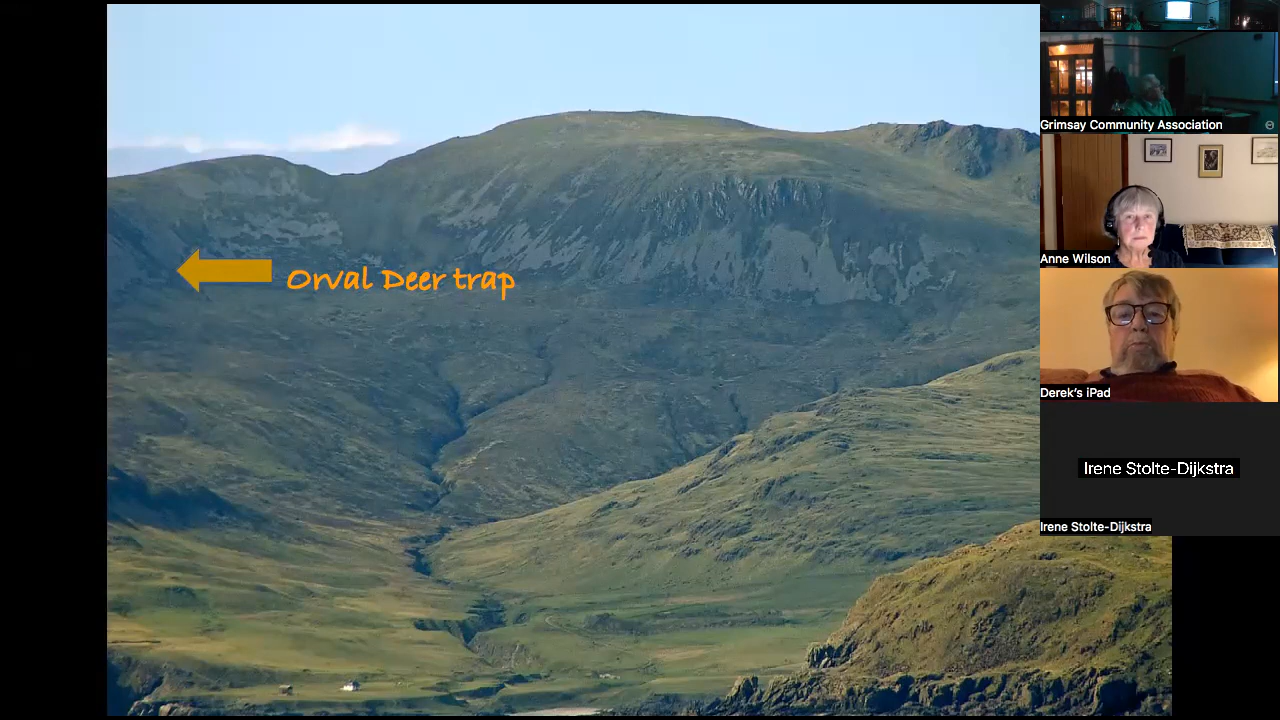 Orval Deer trap
Grimsay Community Association
Anne Wilson
Derek's iPad
Irene Stolte-Dijkstra
Irene Stolte-Dijkstra